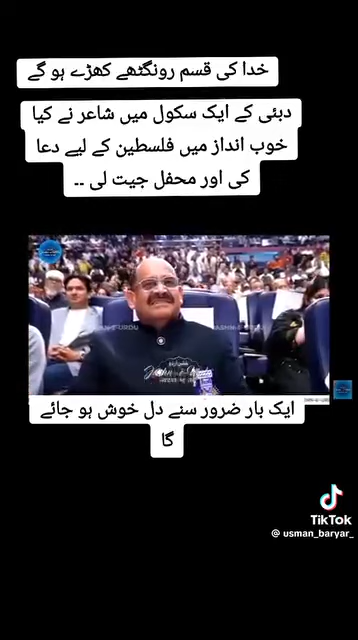 خدا کی قسم رونگٹھے کھڑے ہو گے
دبئی کے ایک سکول میں شاعر نے کیا
خوب انداز میں فلسطین کے لیے دعا
کی اور محفل جیت لی ۔۔
ایک بار ضرور سنے دل خوش ہو جائے
گا
TikTok
@usman_baryar_